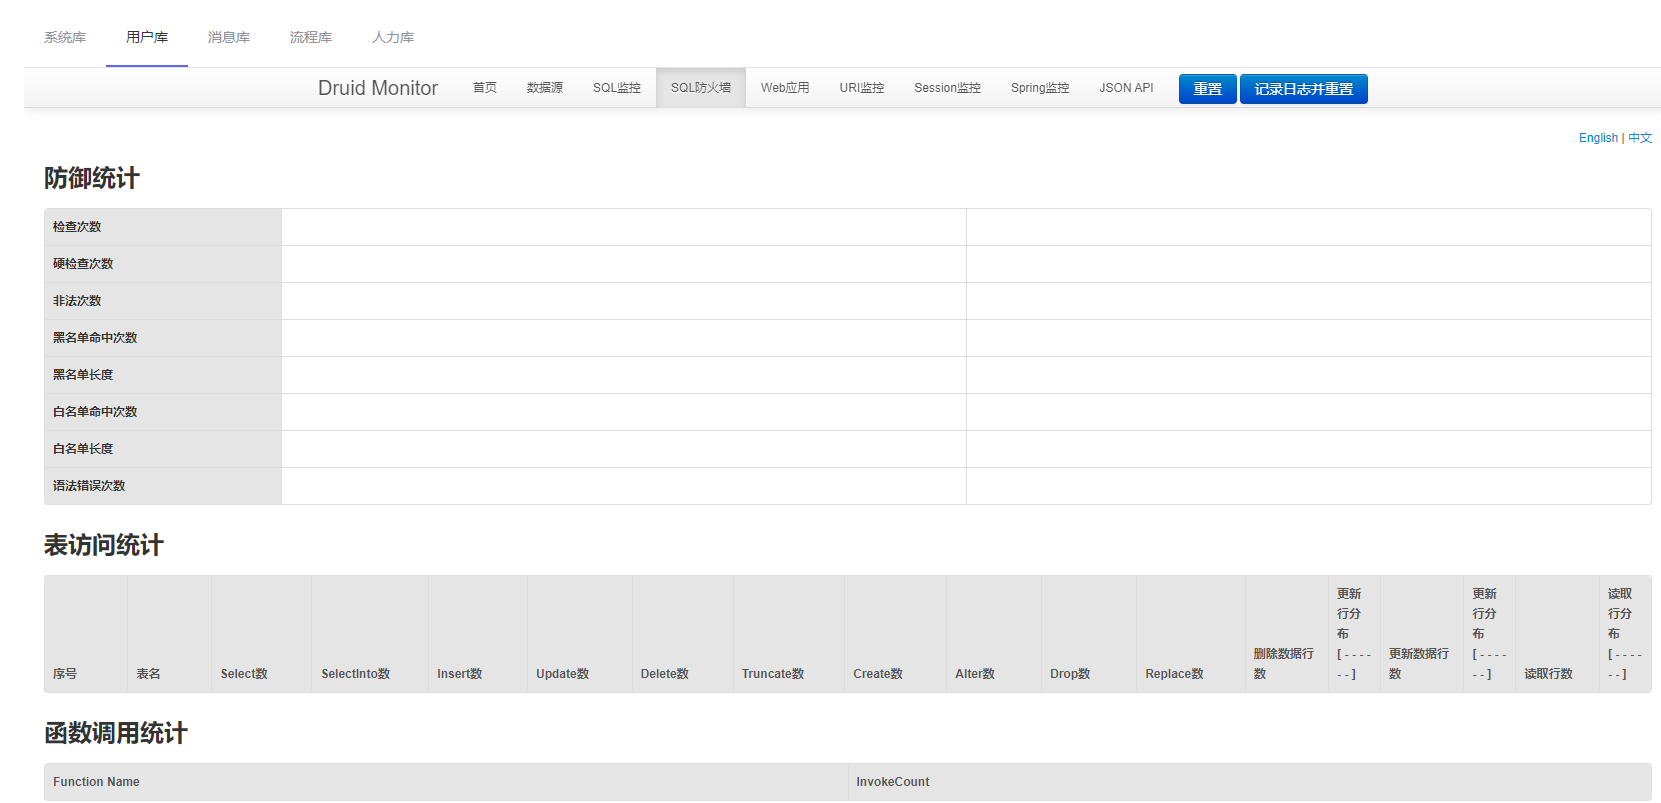 系统库 用户库 消息库 流程库 人力库
Druid Monitor 首页 数据源 SQL监控 SQL防火墙 Web应用 URI监控 Session监控 Spring监控 JSON API 重置 记录日志并重置
English | 中文
防御统计
检查次数
硬检查次数
非法次数
黑名单命中次数
黑名单长度
白名单命中次数
白名单长度
语法错误次数
表访问统计
序号 表名 Select数 SelectInto数 Insert数 Update数 Delete数 Truncate数 Create数 Alter数 Drop数 Replace数
删除数据行
数
更新
行分
布
[ - - - -
- - ]
更新数据行
数
更新
行分
布
[ - - - -
- - ]
读取行数
读取
行分
布
[ - - - -
- - ]
函数调用统计
Function Name InvokeCount